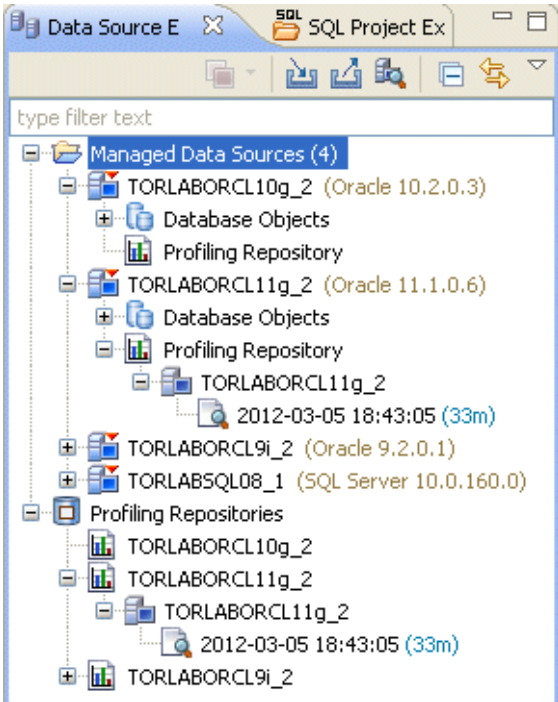 Data Source E SQL SQL Project Ex
type filter text
Managed Data Sources (4)
TORLABORCL10g_2 (Oracle 10.2.0.3)
Database Objects
Profiling Repository
TORLABORCL11g_2 (Oracle 11.1.0.6)
Database Objects
Profiling Repository
TORLABORCL11g_2
2012-03-05 18:43:05 (33m)
TORLABORCL9i_2 (Oracle 9.2.0.1)
TORLABSQL08_1 (SQL Server 10.0.160.0)
Profiling Repositories
TORLABORCL10g_2
TORLABORCL11g_2
TORLABORCL11g_2
2012-03-05 18:43:05 (33m)
TORLABORCL9i_2